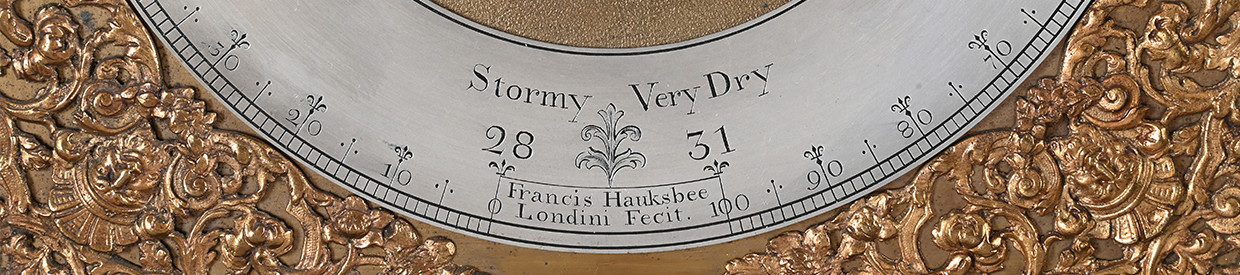 Stormy Very Dry
28 31
Francis Hauksbee
Londini Fecit.
0 10 20 30
70 80 90 100